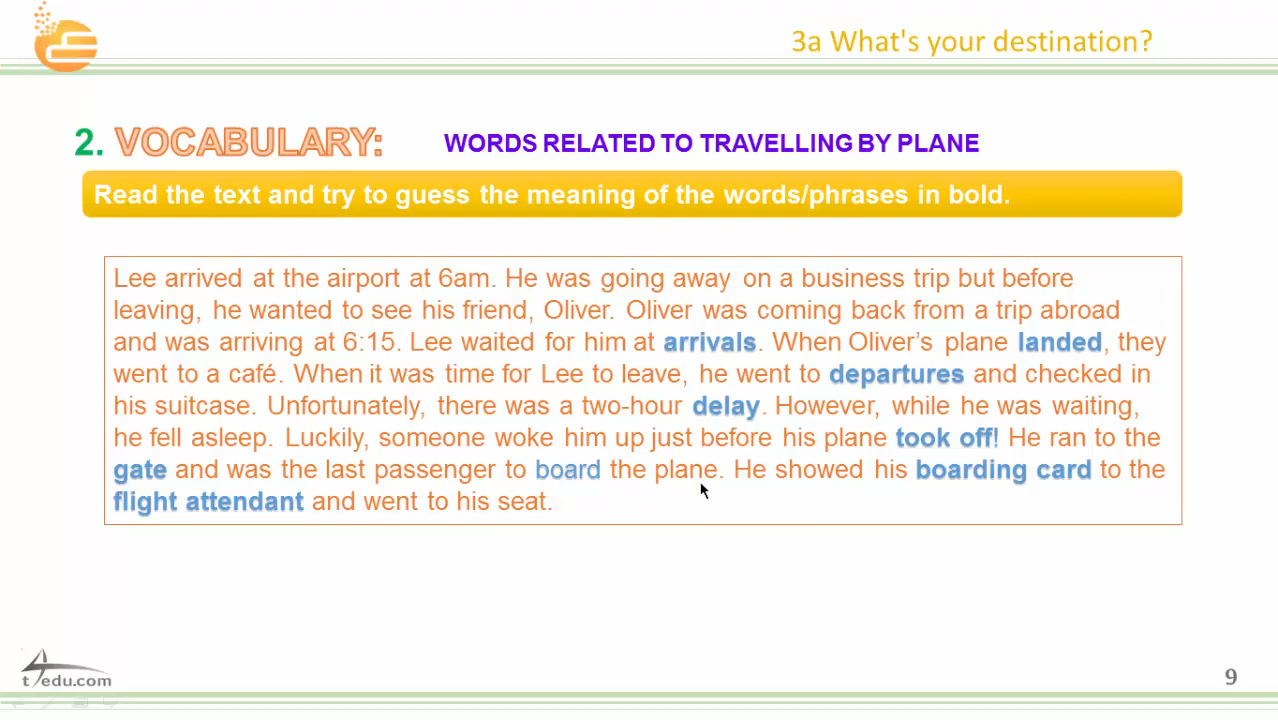 3a What's your destination?
2. VOCABULARY:
WORDS RELATED TO TRAVELLING BY PLANE
Read the text and try to guess the meaning of the words/phrases in bold.
Lee arrived at the airport at 6am. He was going away on a business trip but before
leaving, he wanted to see his friend, Oliver. Oliver was coming back from a trip abroad
and was arriving at 6:15. Lee waited for him at arrivals. When Oliver’s plane landed, they
went to a café. When it was time for Lee to leave, he went to departures and checked in
his suitcase. Unfortunately, there was a two-hour delay. However, while he was waiting,
he fell asleep. Luckily, someone woke him up just before his plane took off! He ran to the
gate and was the last passenger to board the plane. He showed his boarding card to the
flight attendant and went to his seat.
t4edu.com
9